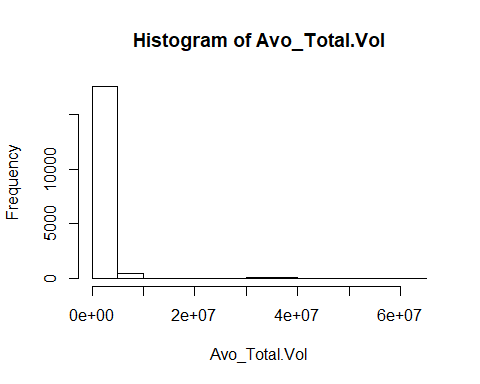 Histogram of Avo_Total.Vol
Frequency
10000
5000
0
0e+00 2e+07 4e+07 6e+07
Avo_Total.Vol